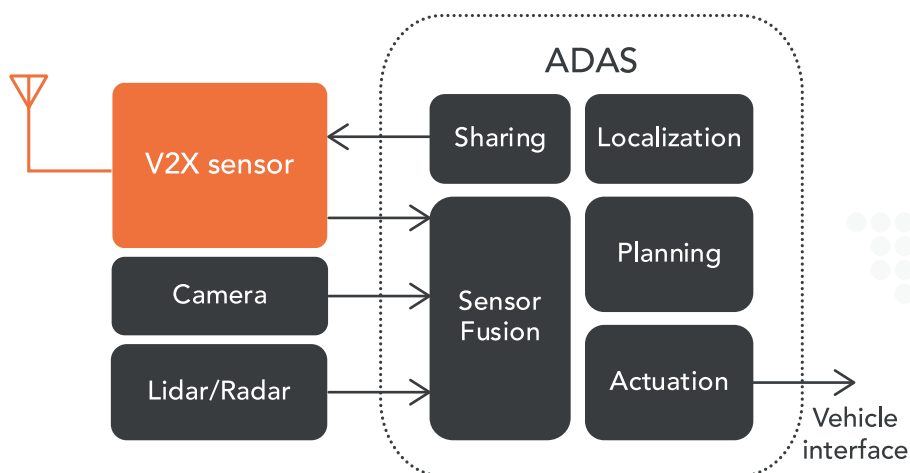 ADAS
V2X sensor
Sharing
Localization
Camera
Sensor
Fusion
Planning
Lidar/Radar
Actuation
Vehicle
interface